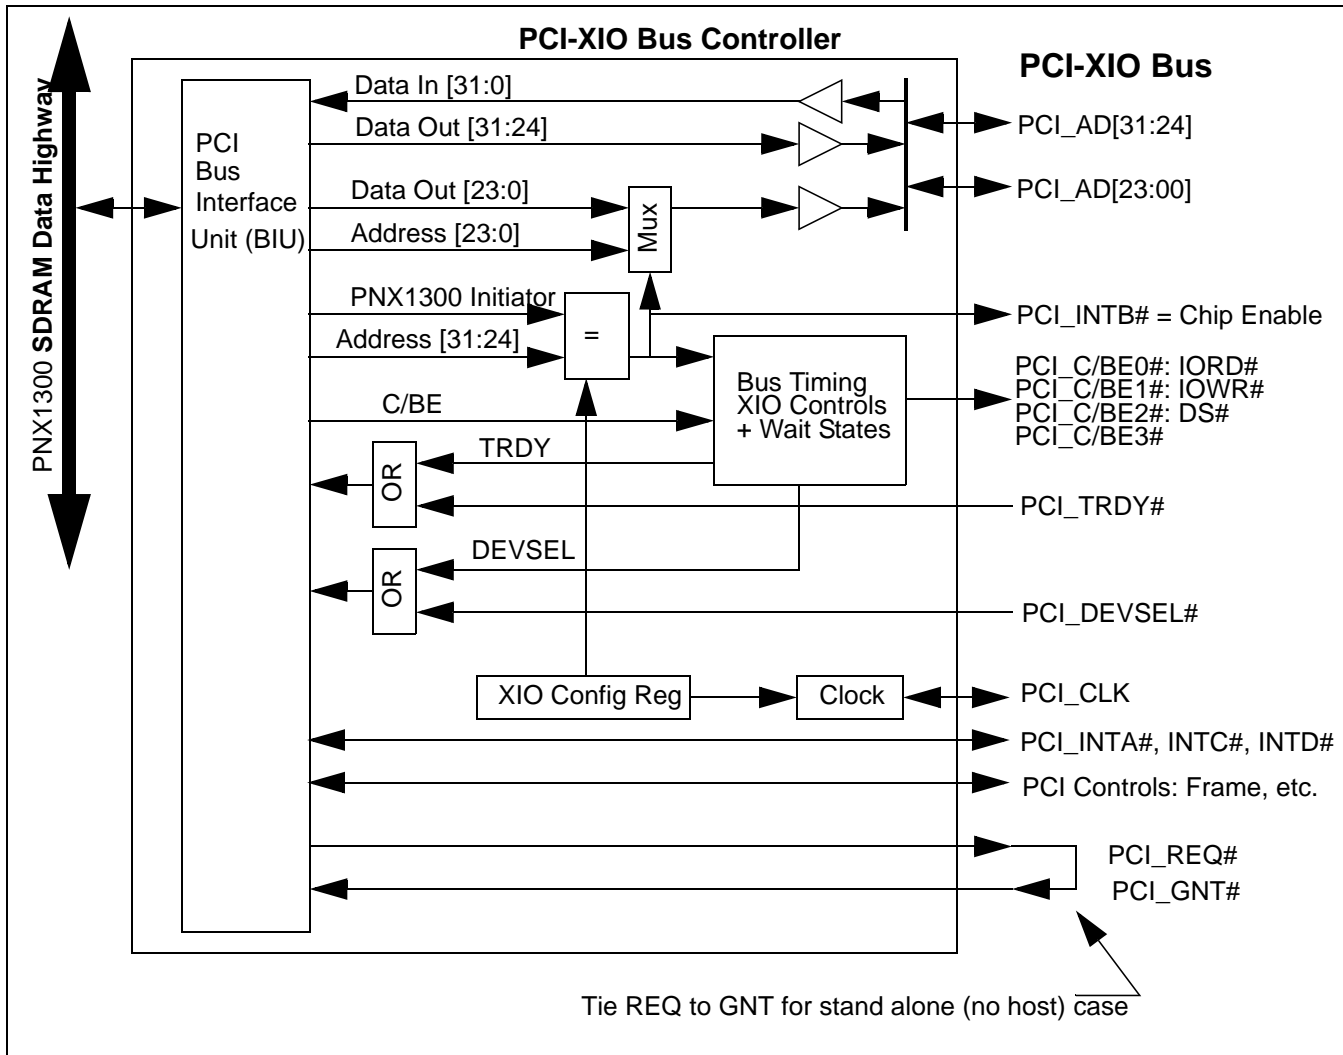 PCI-XIO Bus Controller
PCI-XIO Bus
PNX1300 SDRAM Data Highway
PCI
Bus
Interface
Unit (BIU)
Data In [31:0]
Data Out [31:24]
Data Out [23:0]
Address [23:0]
Mux
PCI_AD[31:24]
PCI_AD[23:00]
PNX1300 Initiator
Address [31:24]
=
PCI_INTB# = Chip Enable
C/BE
Bus Timing
XIO Controls
+ Wait States
PCI_C/BE0#: IORD#
PCI_C/BE1#: IOWR#
PCI_C/BE2#: DS#
PCI_C/BE3#
TRDY
OR
PCI_TRDY#
DEVSEL
OR
PCI_DEVSEL#
XIO Config Reg
Clock
PCI_CLK
PCI_INTA#, INTC#, INTD#
PCI Controls: Frame, etc.
PCI_REQ#
PCI_GNT#
Tie REQ to GNT for stand alone (no host) case